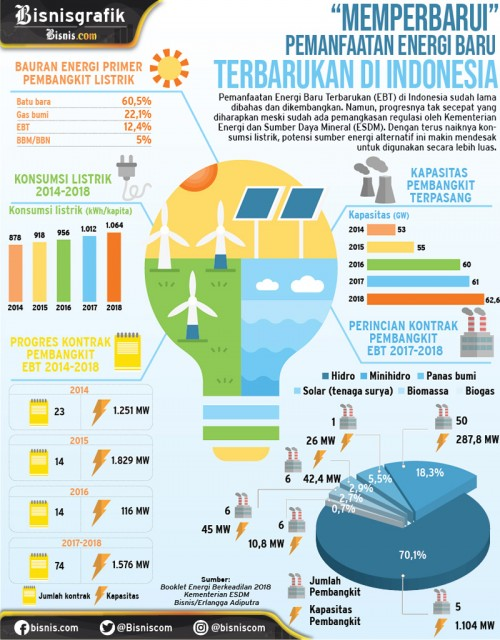 Bisnisgrafik
Bisnis.com
"MEMPERBARUI"
PEMANFAATAN ENERGI BARU
TERBARUKAN DI INDONESIA
Pemanfaatan Energi Baru Terbarukan (EBT) di Indonesia sudah lama
dibahas dan dikembangkan. Namun, progresnya tak secepat yang
diharapkan meski sudah ada pemangkasan regulasi oleh Kementerian
Energi dan Sumber Daya Mineral (ESDM). Dengan terus naiknya kon-
sumsi listrik, potensi sumber energi alternatif ini makin mendesak
untuk digunakan secara lebih luas.
BAURAN ENERGI PRIMER
PEMBANGKIT LISTRIK
Batu bara 60,5%
Gas bumi 22,1%
EBT 12,4%
BBM/BBN 5%
KONSUMSI LISTRIK
2014-2018
Konsumsi listrik (kWh/kapita)
878 918 956 1.012 1.064
2014 2015 2016 2017 2018
KAPASITAS
PEMBANGKIT
TERPASANG
Kapasitas (GW)
2014 53
2015 55
2016 60
2017 61
2018 62,6
PROGRES KONTRAK
PEMBANGKIT
EBT 2014-2018
2014
23 1.251 MW
2015
14 1.829 MW
2016
14 116 MW
2017-2018
74 1.576 MW
Jumlah kontrak Kapasitas
PERINCIAN KONTRAK
PEMBANGKIT
EBT 2017-2018
Hidro Minihidro Panas bumi
Solar (tenaga surya) Biomassa Biogas
1
26 MW
50
287,8 MW
6 42,4 MW
6
45 MW
6
10,8 MW
18,3%
5,5%
2,9%
2,7%
0,7%
70,1%
5
1.104 MW
Jumlah
Pembangkit
Kapasitas
Pembangkit
Sumber:
Booklet Energi Berkeadilan 2018
Kementerian ESDM
Bisnis/Erlangga Adiputra
bisnis.com @Bisniscom @bisniscom